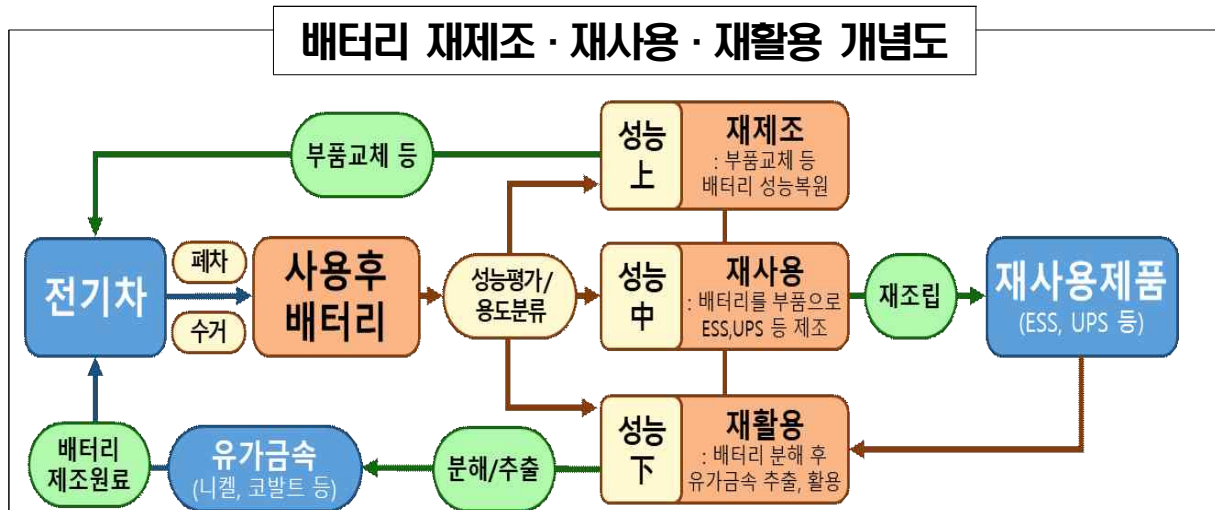 배터리 재제조 · 재사용 · 재활용 개념도
부품교체 등
성능
上
재제조
: 부품교체 등
배터리 성능복원
전기차
폐차
수거
사용후
배터리
성능평가/
용도분류
성능
中
재사용
: 배터리를 부품으로
ESS,UPS 등 제조
재조립
재사용제품
(ESS, UPS 등)
배터리
제조원료
유가금속
(니켈, 코발트 등)
분해/추출
성능
下
재활용
: 배터리 분해 후
유가금속 추출, 활용